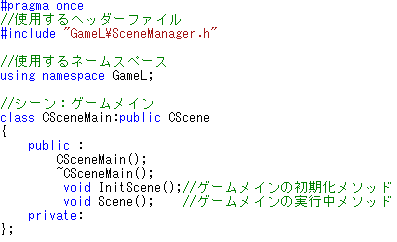 #pragma once
//使用するヘッダーファイル
#include "GameL¥SceneManager.h"
//使用するネームスペース
using namespace GameL;
//シーン：ゲームメイン
class CSceneMain:public CScene
{
    public :
        CSceneMain();
        ~CSceneMain();
         void InitScene();//ゲームメインの初期化メソッド
         void Scene();    //ゲームメインの実行中メソッド
    private:
};